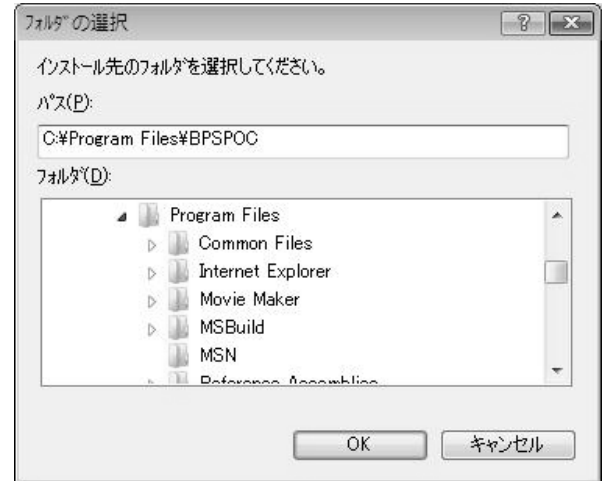 ﾌｫﾙﾀﾞの選択
インストール先のﾌｫﾙﾀﾞを選択してください。
ﾊﾟｽ(P):
C:¥Program Files¥BPSPOC
ﾌｫﾙﾀﾞ(D):
Program Files
Common Files
Internet Explorer
Movie Maker
MSBuild
MSN
Reference Assemblies
OK
キャンセル